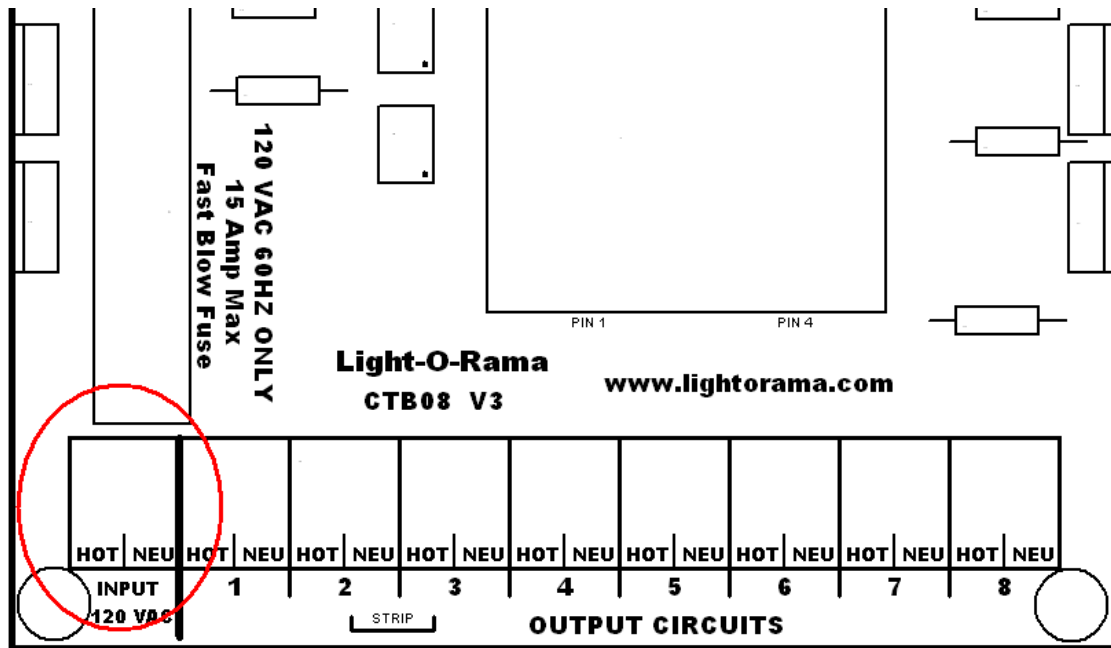 120 VAC 60HZ ONLY
15 Amp Max
Fast Blow Fuse
PIN 1 PIN 4
Light-O-Rama
CTB08 V3
www.lightorama.com
HOT NEU HOT NEU HOT NEU HOT NEU HOT NEU HOT NEU HOT NEU HOT NEU HOT NEU
INPUT 1 2 3 4 5 6 7 8
120 VAC
STRIP
OUTPUT CIRCUITS